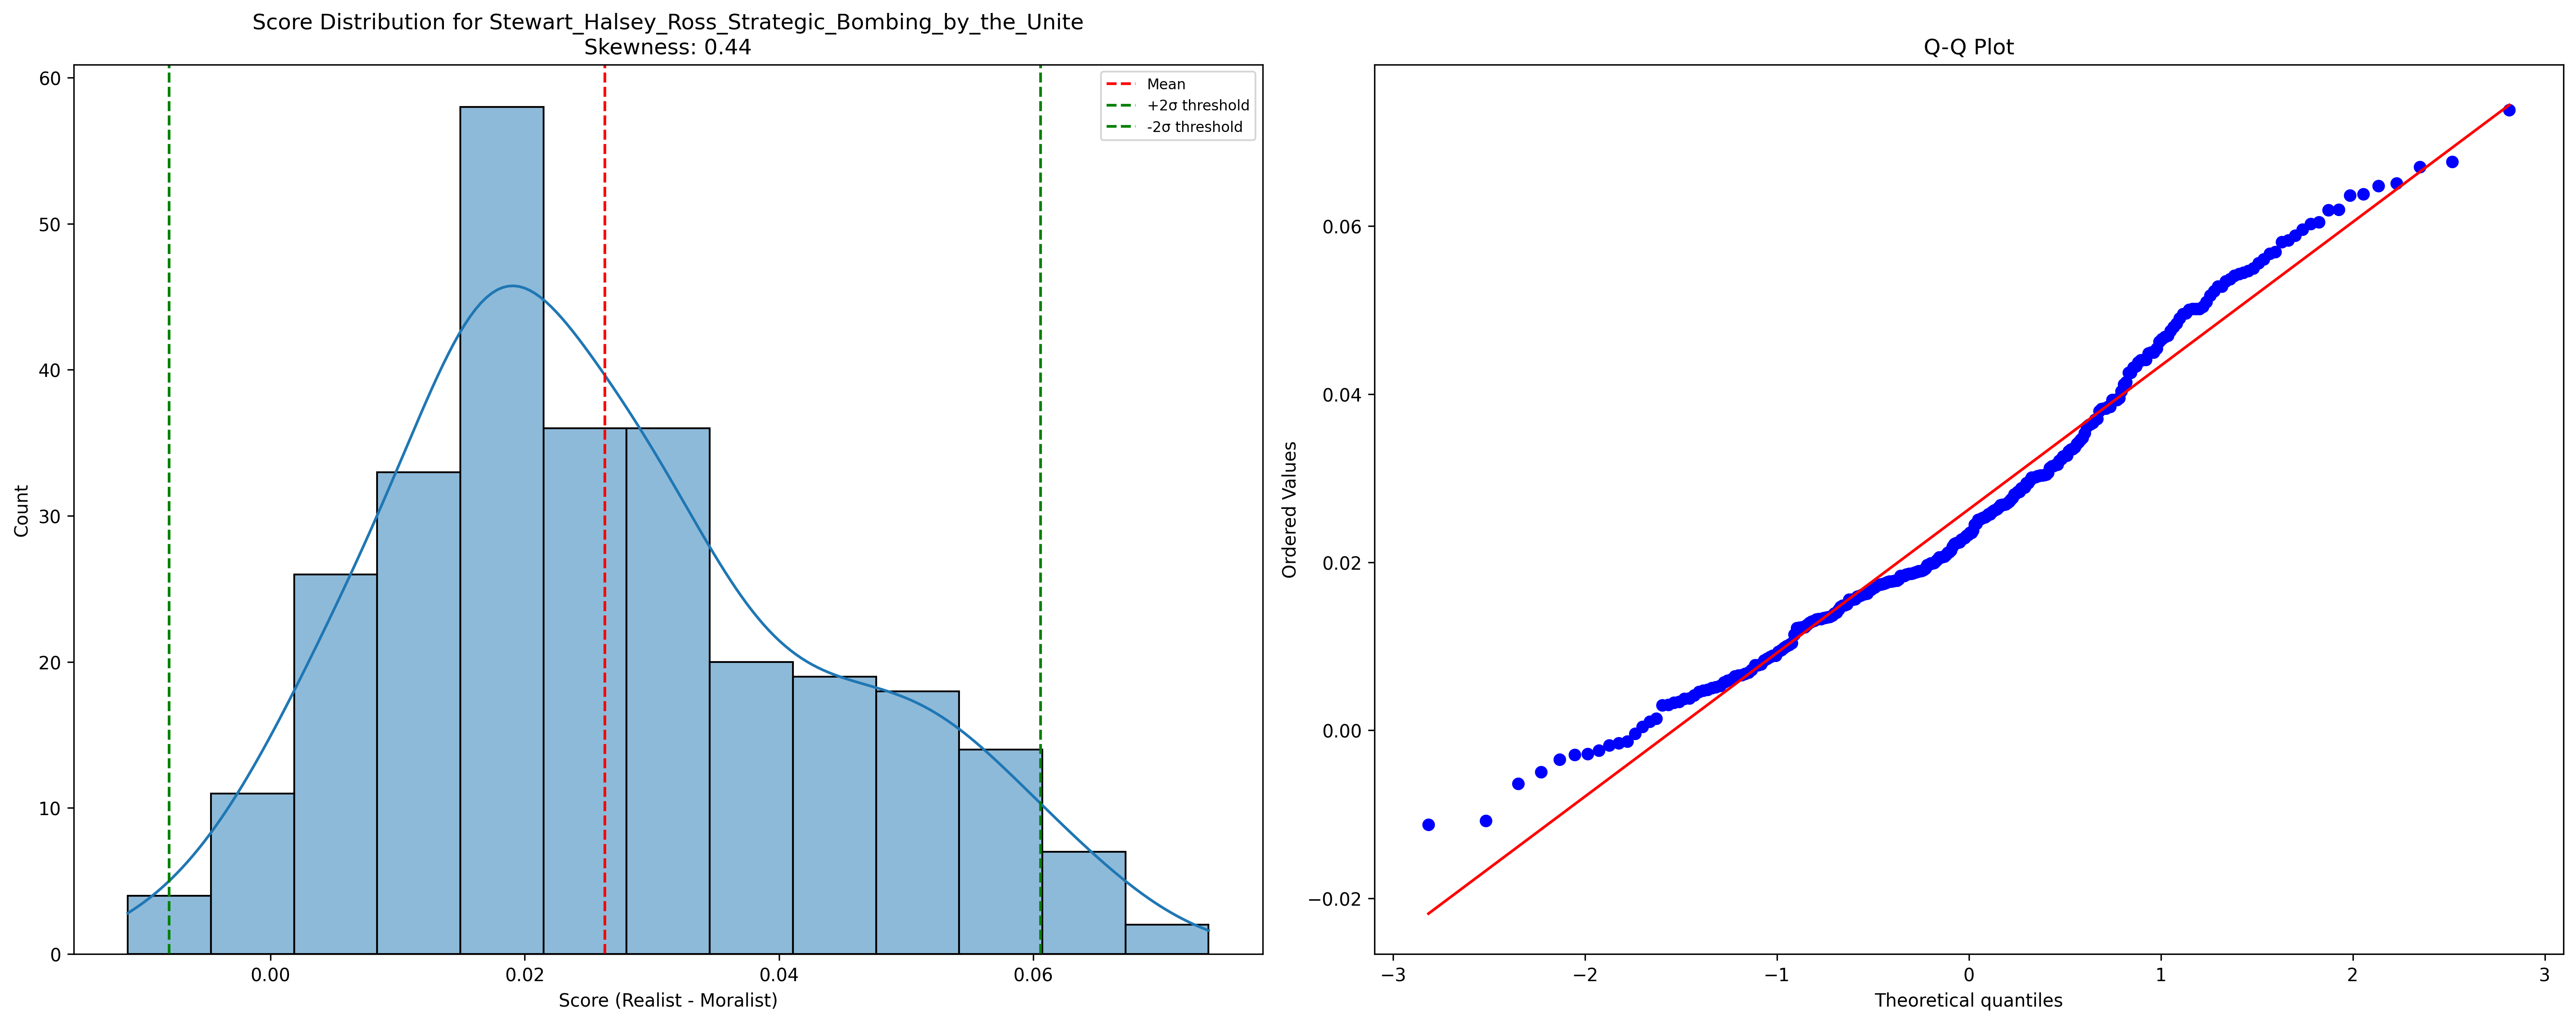 Score Distribution for Stewart_Halsey_Ross_Strategic_Bombing_by_the_Unite
Skewness: 0.44
Mean
+2σ threshold
-2σ threshold
60
50
40
30
20
10
0
Count
0.00 0.02 0.04 0.06
Score (Realist - Moralist)
Q-Q Plot
0.06
0.04
0.02
0.00
−0.02
Ordered Values
−3 −2 −1 0 1 2 3
Theoretical quantiles